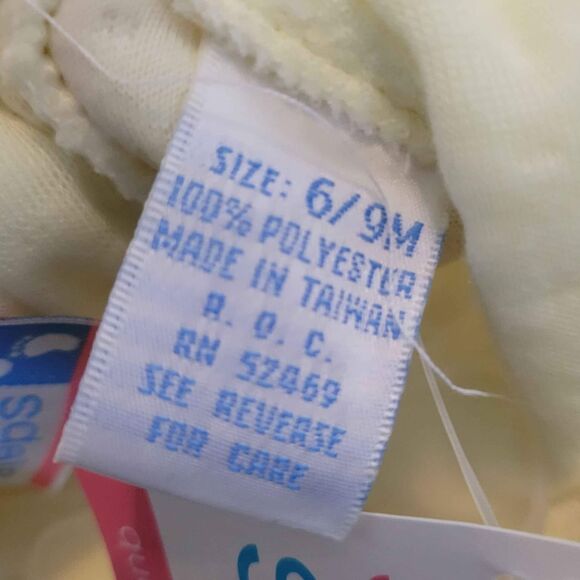 SIZE: 6/9M
100% POLYESTER
MADE IN TAIWAN
R. O. C.
RN 52469
SEE REVERSE
FOR CARE